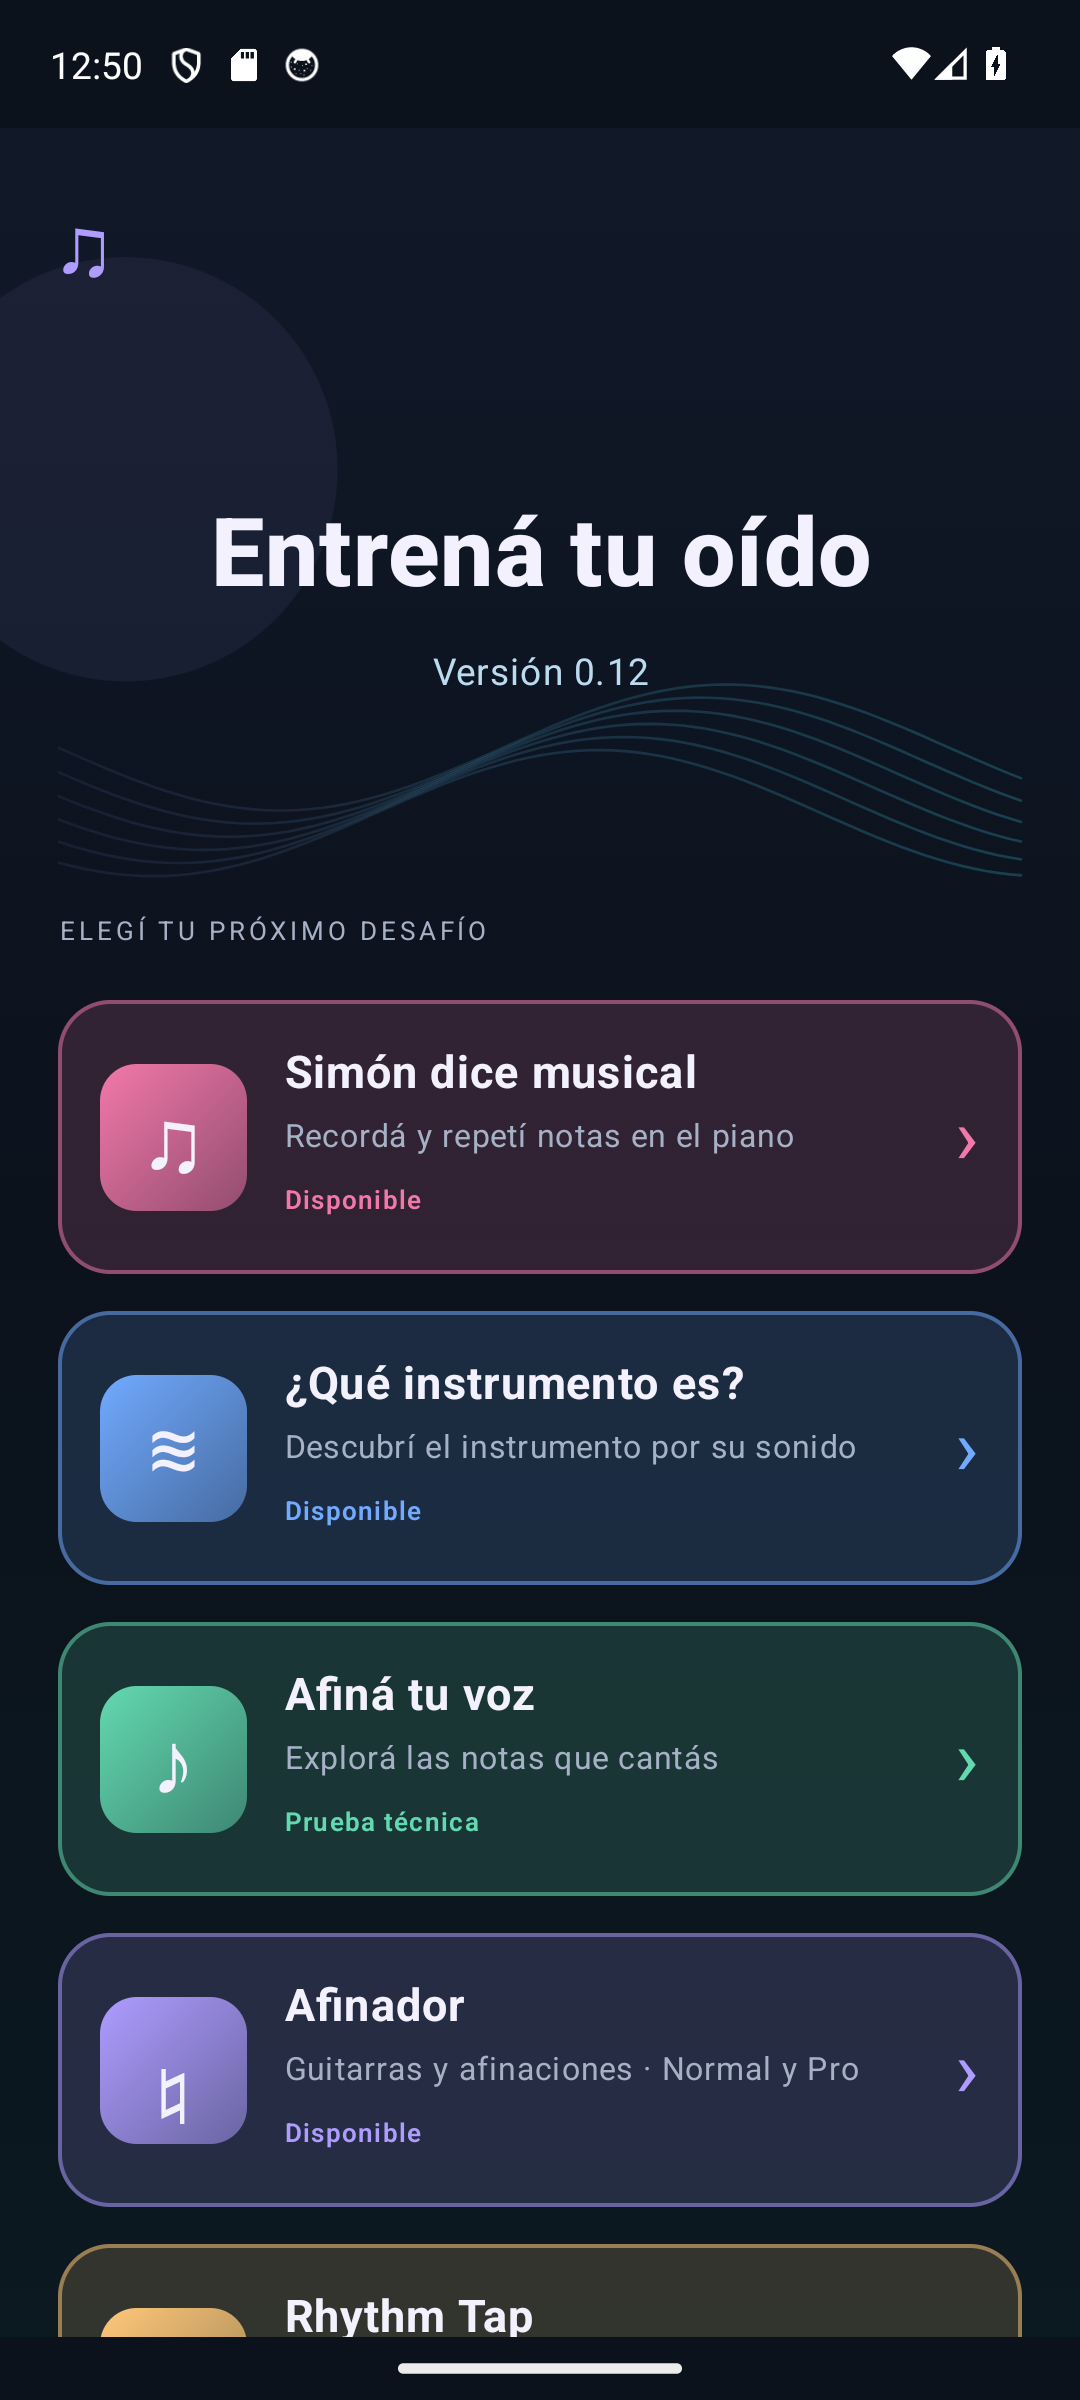 12:50
♫
Entrená tu oído
Versión 0.12
ELEGÍ TU PRÓXIMO DESAFÍO
♫
Simón dice musical
Recordá y repetí notas en el piano
Disponible
›
≋
¿Qué instrumento es?
Descubrí el instrumento por su sonido
Disponible
›
♪
Afiná tu voz
Explorá las notas que cantás
Prueba técnica
›
♮
Afinador
Guitarras y afinaciones · Normal y Pro
Disponible
›
Rhythm Tap